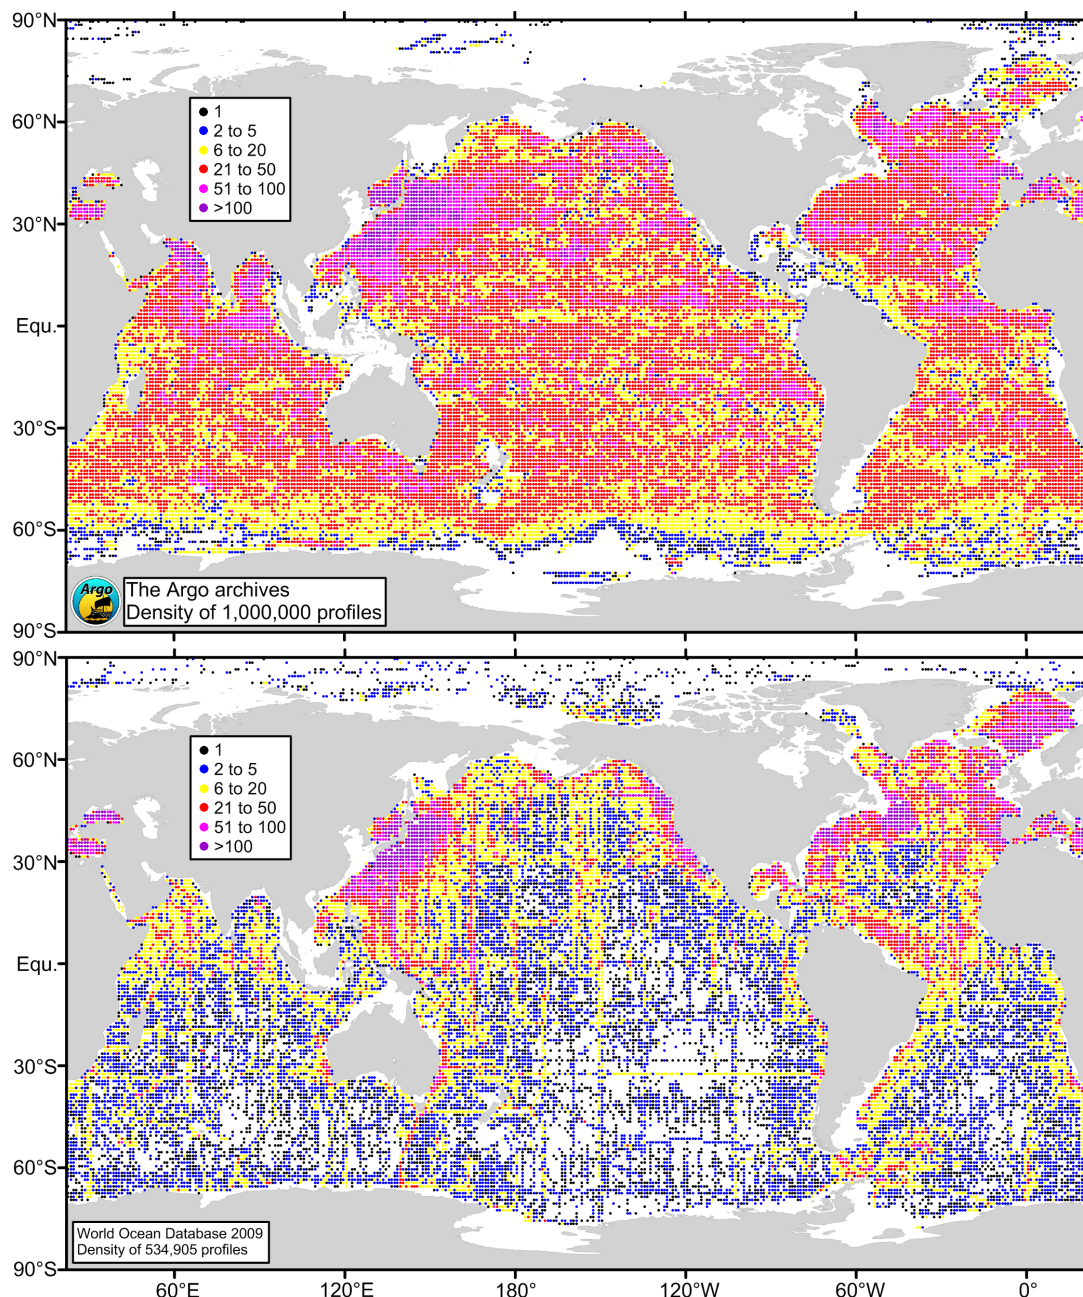 90°N
60°N
30°N
Equ.
30°S
60°S
90°S
1
2 to 5
6 to 20
21 to 50
51 to 100
>100
Argo
The Argo archives
Density of 1,000,000 profiles
90°N
60°N
30°N
Equ.
30°S
60°S
90°S
1
2 to 5
6 to 20
21 to 50
51 to 100
>100
World Ocean Database 2009
Density of 534,905 profiles
60°E
120°E
180°
120°W
60°W
0°